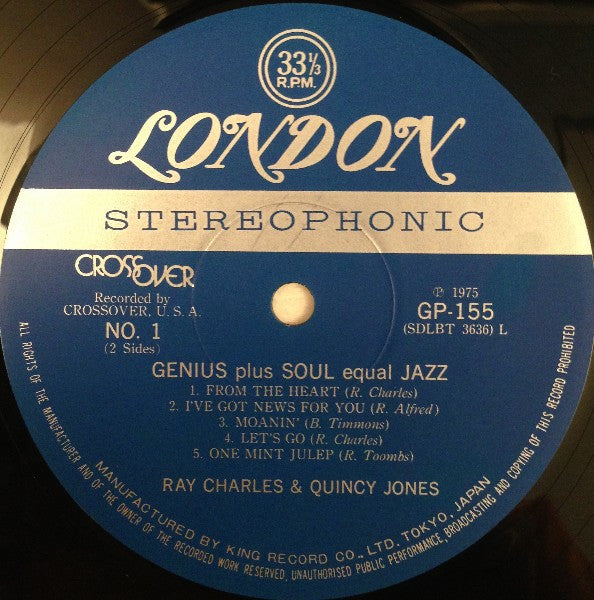 33 1/3
R.P.M.
LONDON
STEREOPHONIC
CROSSOVER
Recorded by
CROSSOVER, U. S. A.
NO. 1
(2 Sides)
Ⓟ 1975
GP-155
(SDLBT 3636) L
GENIUS plus SOUL equal JAZZ
1. FROM THE HEART (R. Charles)
2. I'VE GOT NEWS FOR YOU (R. Alfred)
3. MOANIN' (B. Timmons)
4. LET'S GO (R. Charles)
5. ONE MINT JULEP (R. Toombs)
RAY CHARLES & QUINCY JONES
MANUFACTURED BY KING RECORD CO., LTD. TOKYO, JAPAN
ALL RIGHTS OF THE MANUFACTURER AND OF THE OWNER OF THE RECORDED WORK RESERVED, UNAUTHORISED PUBLIC PERFORMANCE, BROADCASTING AND COPYING OF THIS RECORD PROHIBITED